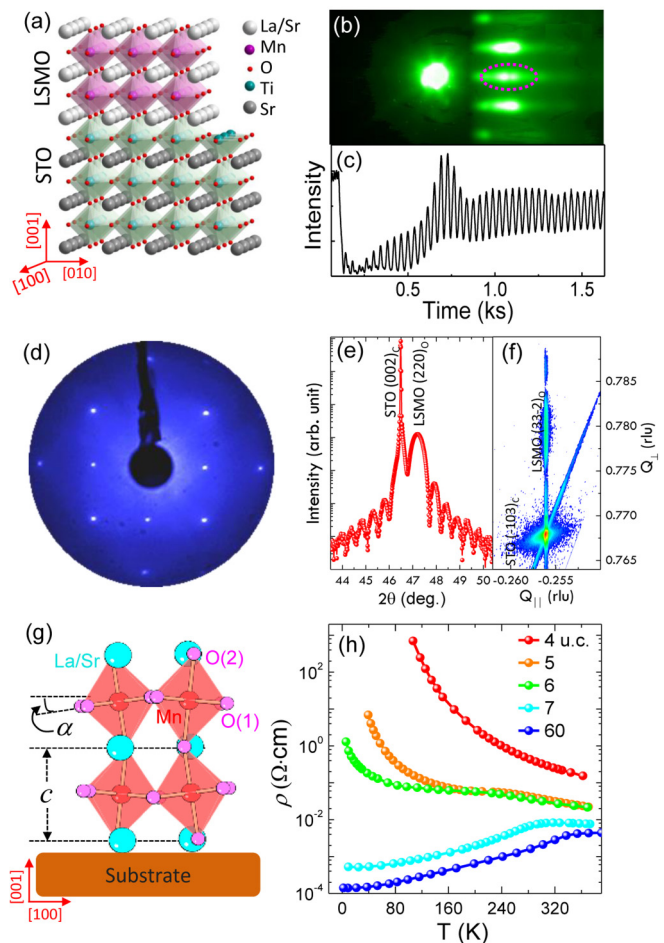 (a)
La/Sr
Mn
O
Ti
Sr
LSMO
STO
[001]
[100]
[010]
(b)
(c)
Intensity
0.5 1.0 1.5
Time (ks)
(d)
(e)
STO (002)C
LSMO (220)O
Intensity (arb. unit)
44 45 46 47 48 49 50
2θ (deg.)
(f)
LSMO (33-2)O
STO (-103)C
0.785
0.780
0.775
0.770
0.765
Q⊥ (rlu)
-0.260 -0.255
Q|| (rlu)
(g)
La/Sr
O(2)
Mn
O(1)
α
c
Substrate
[001]
[100]
(h)
4 u.c.
5
6
7
60
10²
10⁰
10⁻²
10⁻⁴
ρ (Ω·cm)
0 80 160 240 320
T (K)